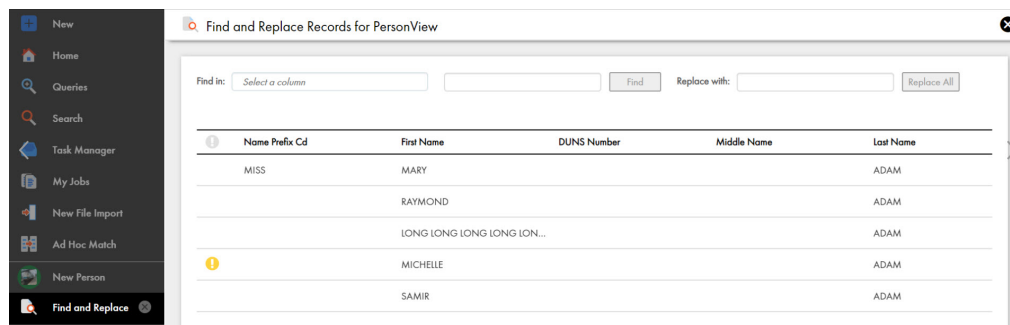 New
Home
Queries
Search
Task Manager
My Jobs
New File Import
Ad Hoc Match
New Person
Find and Replace
Find and Replace Records for PersonView
Find in: Select a column Find Replace with: Replace All
Name Prefix Cd First Name DUNS Number Middle Name Last Name
MISS MARY ADAM
RAYMOND ADAM
LONG LONG LONG LONG LON... ADAM
MICHELLE ADAM
SAMIR ADAM